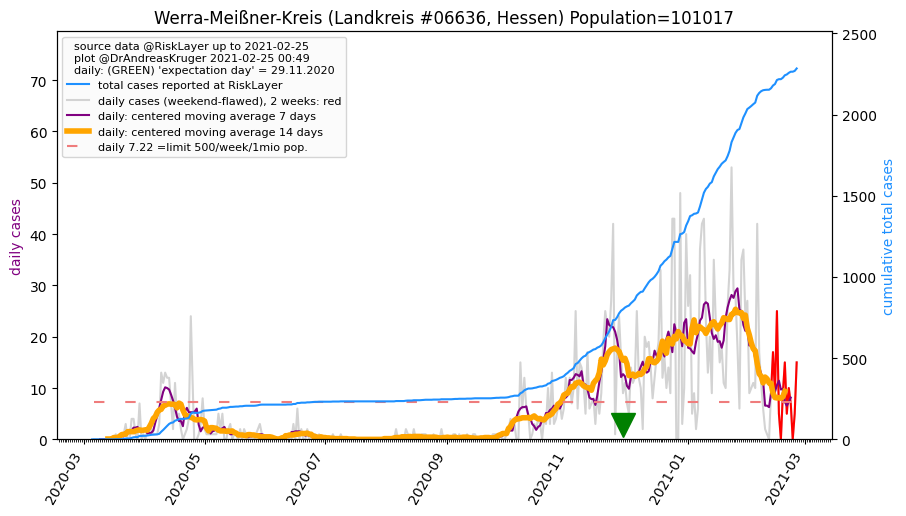 Werra-Meißner-Kreis (Landkreis #06636, Hessen) Population=101017
source data @RiskLayer up to 2021-02-25
plot @DrAndreasKruger 2021-02-25 00:49
daily: (GREEN) 'expectation day' = 29.11.2020
total cases reported at RiskLayer
daily cases (weekend-flawed), 2 weeks: red
daily: centered moving average 7 days
daily: centered moving average 14 days
daily 7.22 =limit 500/week/1mio pop.
daily cases
70
60
50
40
30
20
10
0
cumulative total cases
2500
2000
1500
1000
500
0
2020-03
2020-05
2020-07
2020-09
2020-11
2021-01
2021-03